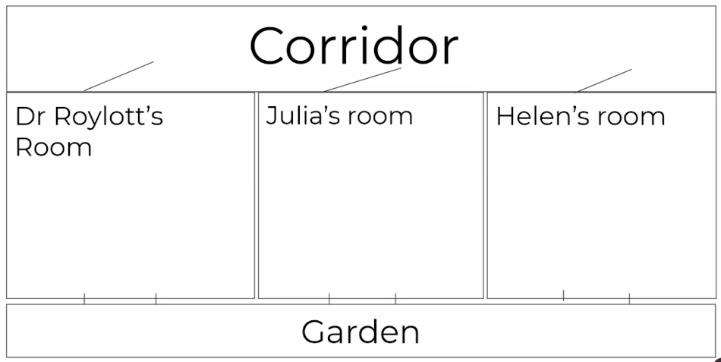 Corridor
Dr Roylott's
Room
Julia's room
Helen's room
Garden